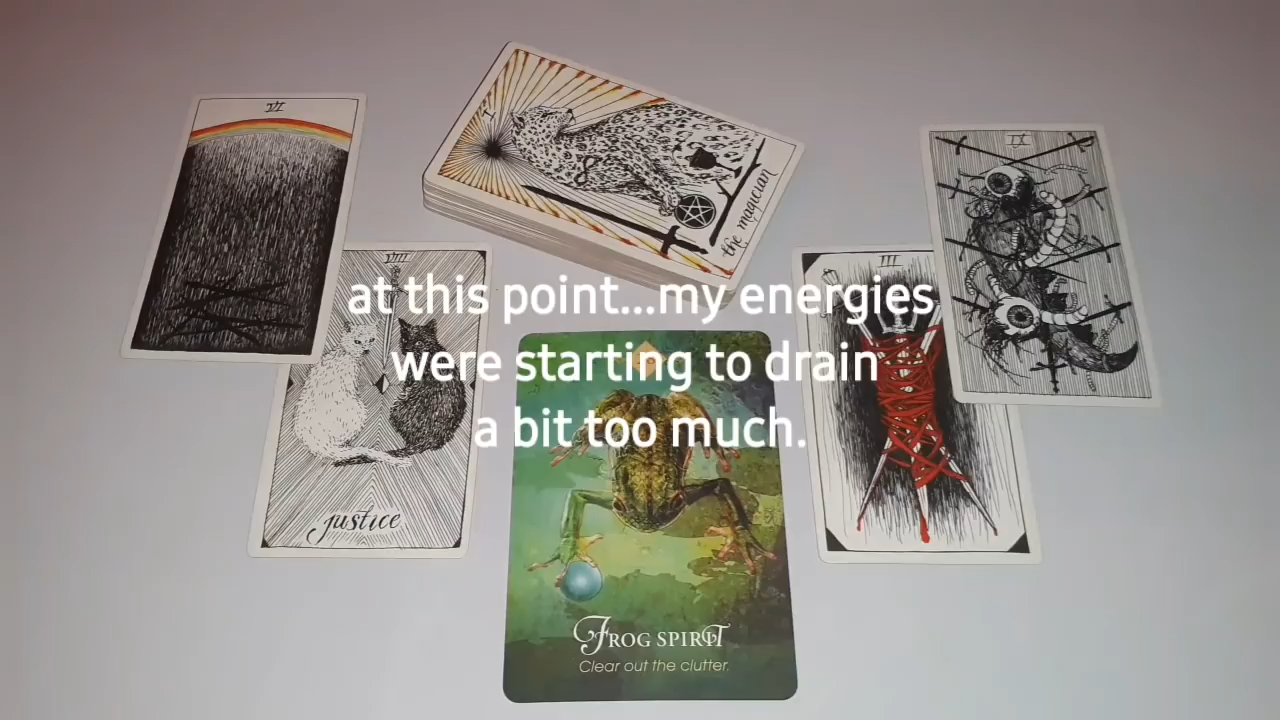 VI
I
the magician
VIII
justice
at this point...my energies
were starting to drain
a bit too much.
III
FROG SPIRIT
Clear out the clutter.